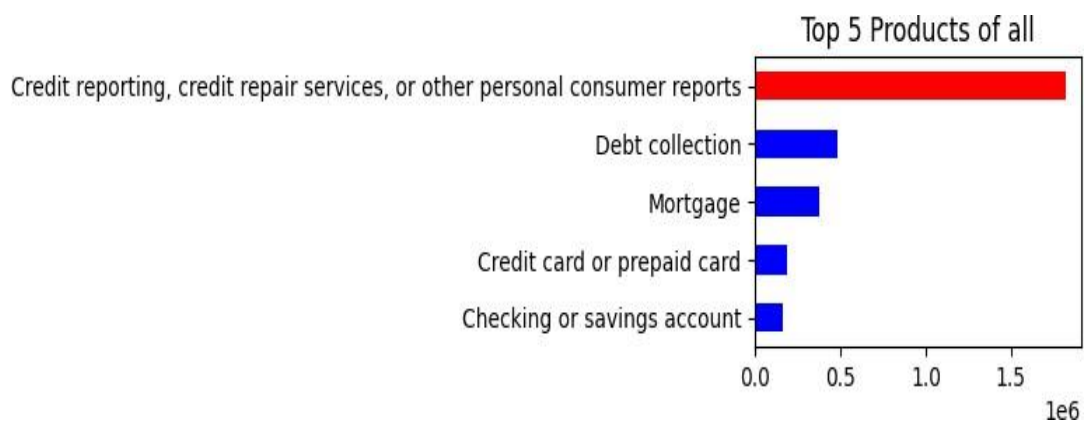 Top 5 Products of all
Credit reporting, credit repair services, or other personal consumer reports
Debt collection
Mortgage
Credit card or prepaid card
Checking or savings account
0.0 0.5 1.0 1.5
1e6